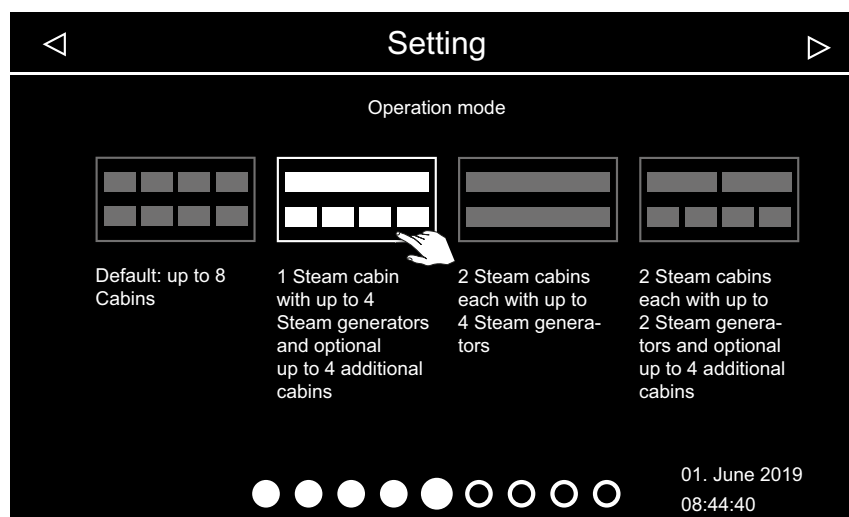 Setting
Operation mode
Default: up to 8
Cabins
1 Steam cabin
with up to 4
Steam generators
and optional
up to 4 additional
cabins
2 Steam cabins
each with up to
4 Steam genera-
tors
2 Steam cabins
each with up to
2 Steam genera-
tors and optional
up to 4 additional
cabins
01. June 2019
08:44:40